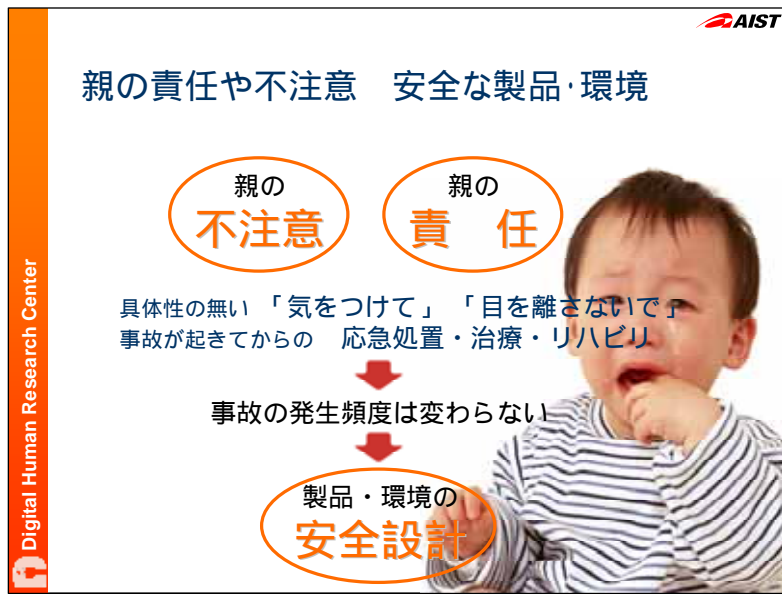 AIST
親の責任や不注意　安全な製品・環境
親の
不注意
親の
責　任
具体性の無い 「気をつけて」 「目を離さないで」
事故が起きてからの　応急処置・治療・リハビリ
事故の発生頻度は変わらない
製品・環境の
安全設計
Digital Human Research Center